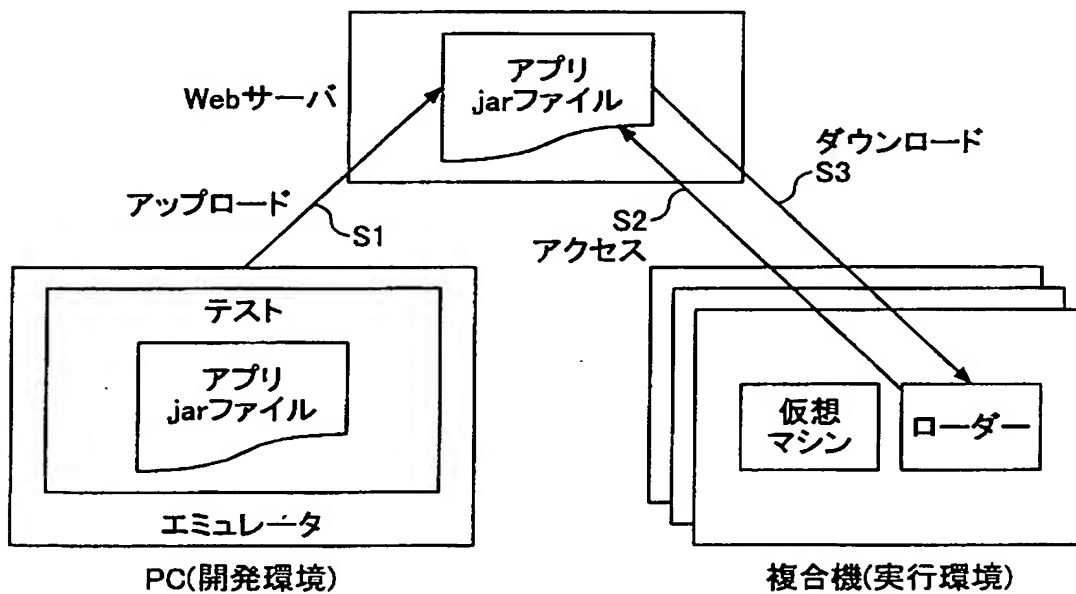 アプリ
jarファイル
Webサーバ
アップロード
S1
ダウンロード
S3
S2
アクセス
テスト
アプリ
jarファイル
エミュレータ
PC(開発環境)
仮想
マシン
ローダー
複合機(実行環境)